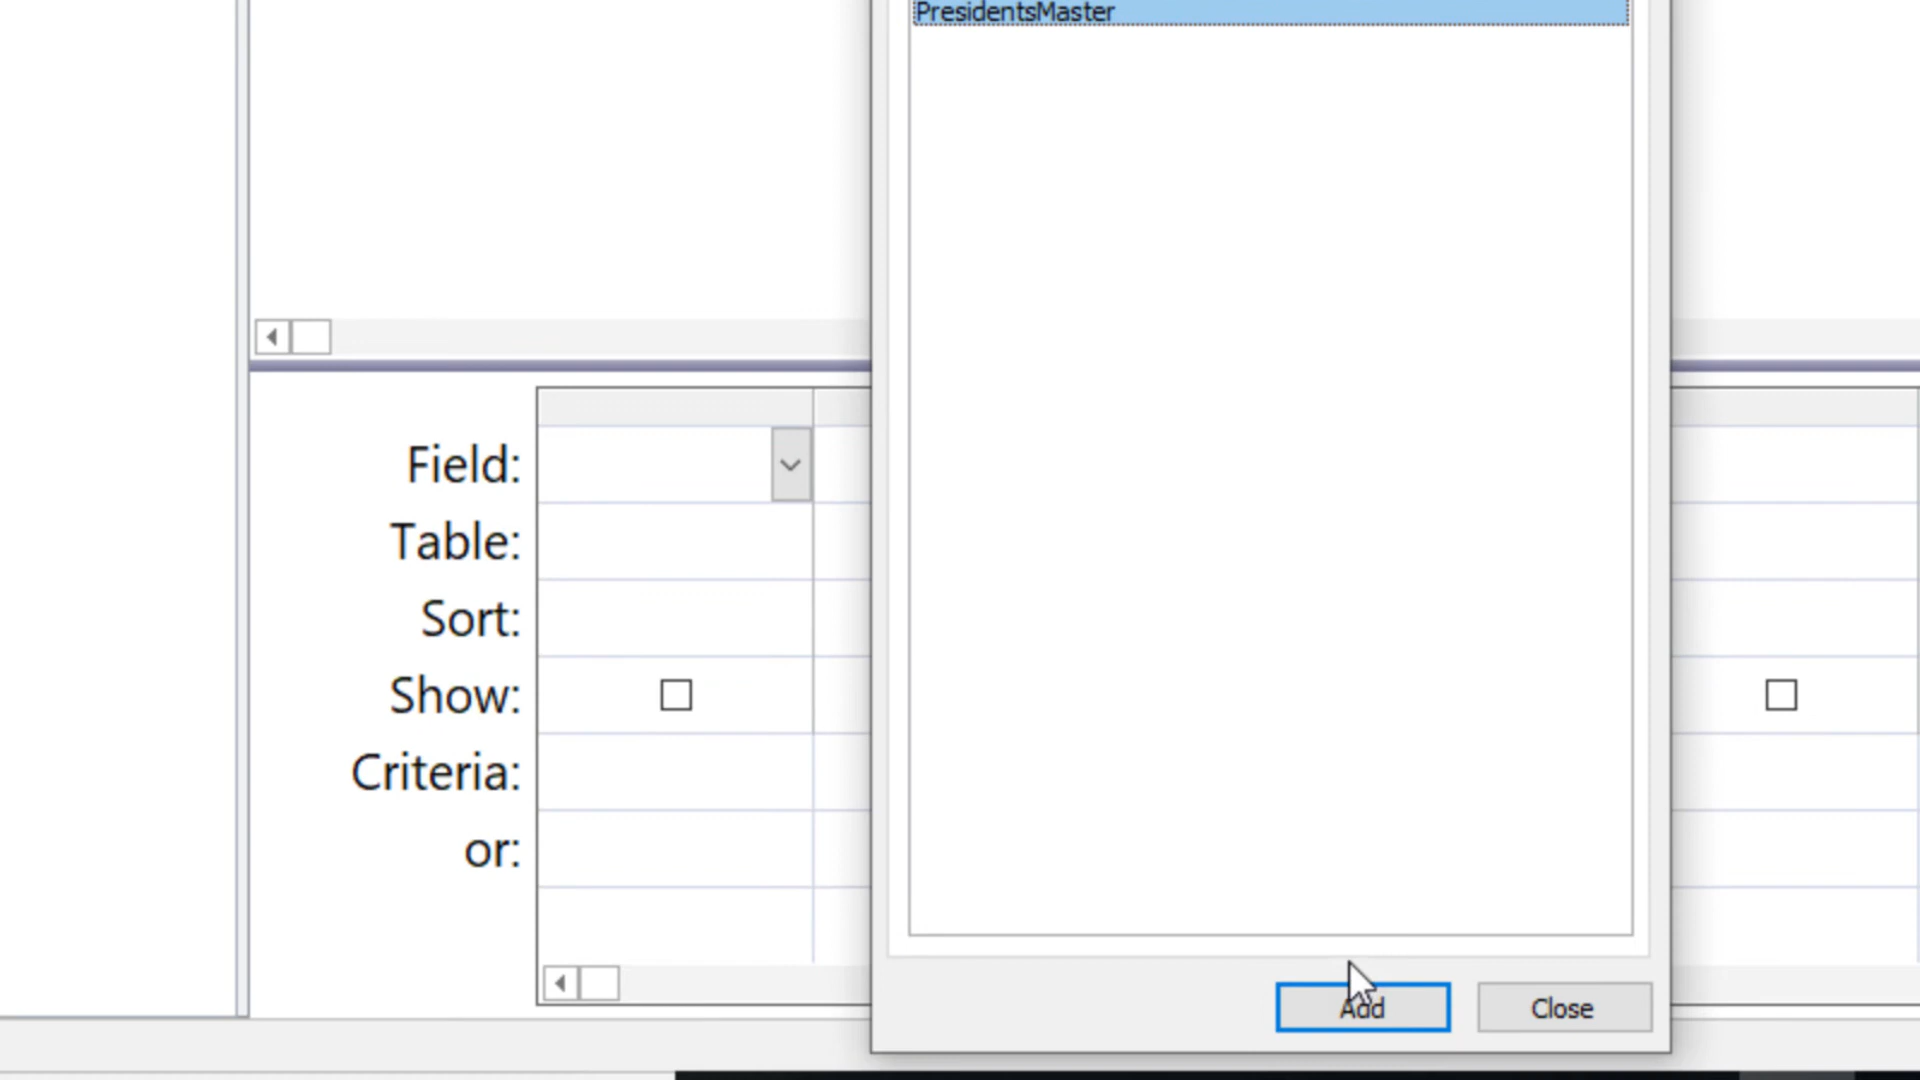 PresidentsMaster
Field:
Table:
Sort:
Show:
Criteria:
or:
Add
Close